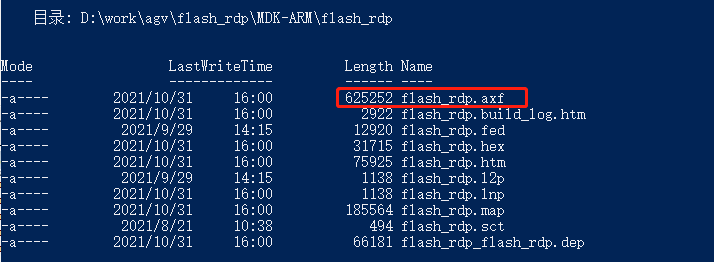 目录: D:\work\agv\flash_rdp\MDK-ARM\flash_rdp
Mode LastWriteTime Length Name
---- ------------- ------ ----
-a---- 2021/10/31 16:00 625252 flash_rdp.axf
-a---- 2021/10/31 16:00 2922 flash_rdp.build_log.htm
-a---- 2021/9/29 14:15 12920 flash_rdp.fed
-a---- 2021/10/31 16:00 31715 flash_rdp.hex
-a---- 2021/10/31 16:00 75925 flash_rdp.htm
-a---- 2021/9/29 14:15 1138 flash_rdp.l2p
-a---- 2021/10/31 16:00 1138 flash_rdp.lnp
-a---- 2021/10/31 16:00 185564 flash_rdp.map
-a---- 2021/8/21 10:38 494 flash_rdp.sct
-a---- 2021/10/31 16:00 66181 flash_rdp_flash_rdp.dep